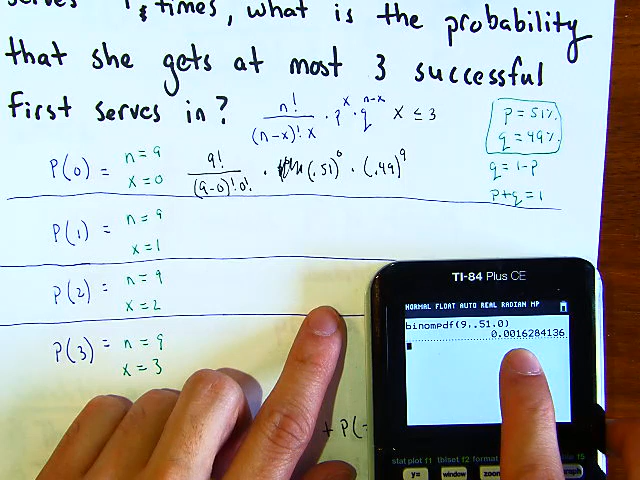 times, what is the probability
that she gets at most 3 successful
first serves in?
n! / (n-x)! x · p^x · q^(n-x) x ≤ 3
p = 51%
q = 49%
q = 1-p
p+q = 1
P(0) = n = 9 x = 0 9! / (9-0)! 0! · (.51)^0 · (.49)^9
P(1) = n = 9 x = 1
P(2) = n = 9 x = 2
P(3) = n = 9 x = 3
+ P(
TI-84 Plus CE
NORMAL FLOAT AUTO REAL RADIAN MP
binompdf(9,.51,0)
0.0016284136
stat plot f1 tblset f2 format
y= window zoom